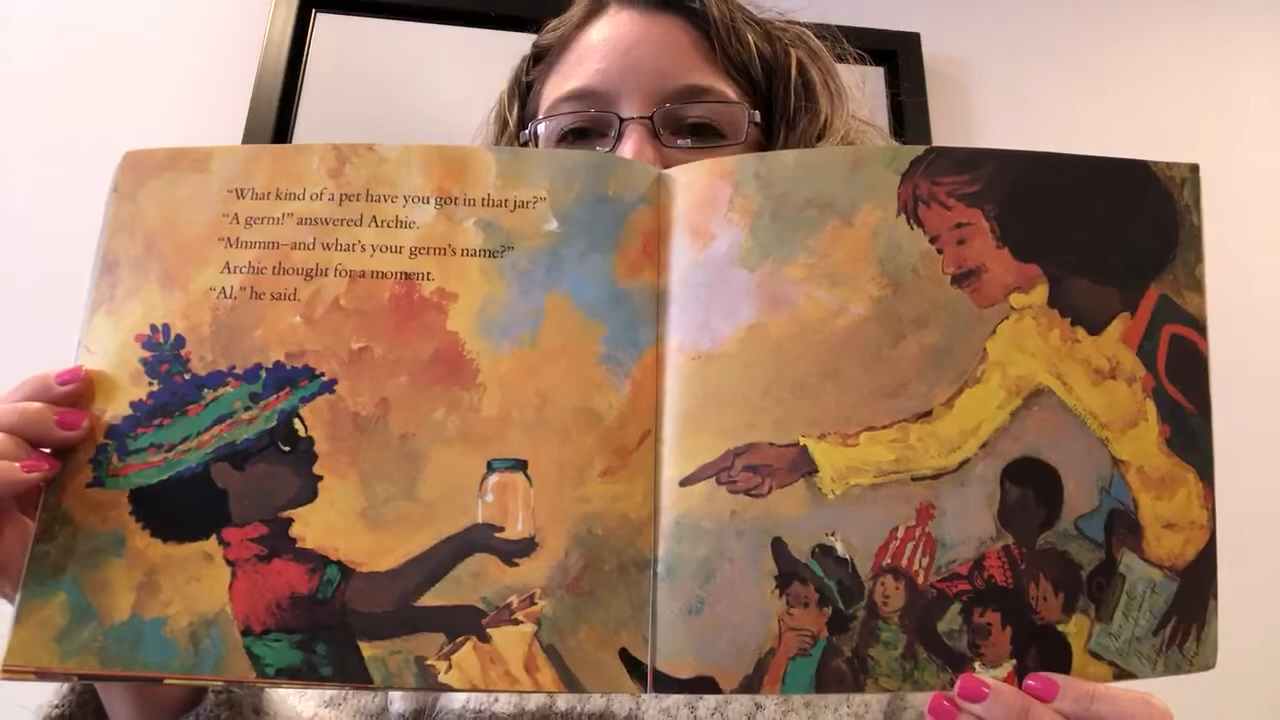 “What kind of a pet have you got in that jar?”
“A germ!” answered Archie.
“Mmmm—and what’s your germ’s name?”
Archie thought for a moment.
“Al,” he said.